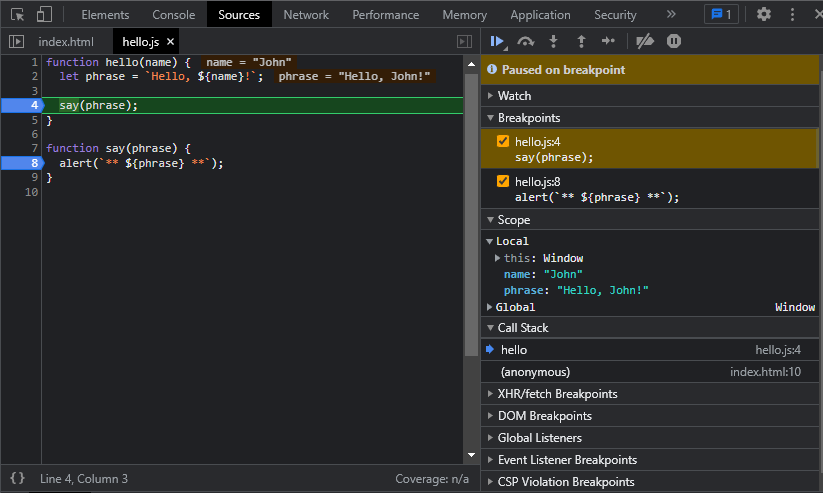 Elements Console Sources Network Performance Memory Application Security » 1
index.html hello.js ×
1 function hello(name) { name = "John"
2 let phrase = `Hello, ${name}!`; phrase = "Hello, John!"
3
4 say(phrase);
5 }
6
7 function say(phrase) {
8 alert(`** ${phrase} **`);
9 }
10
{ } Line 4, Column 3 Coverage: n/a
Paused on breakpoint
Watch
Breakpoints
hello.js:4
say(phrase);
hello.js:8
alert(`** ${phrase} **`);
Scope
Local
this: Window
name: "John"
phrase: "Hello, John!"
Global Window
Call Stack
hello hello.js:4
(anonymous) index.html:10
XHR/fetch Breakpoints
DOM Breakpoints
Global Listeners
Event Listener Breakpoints
CSP Violation Breakpoints